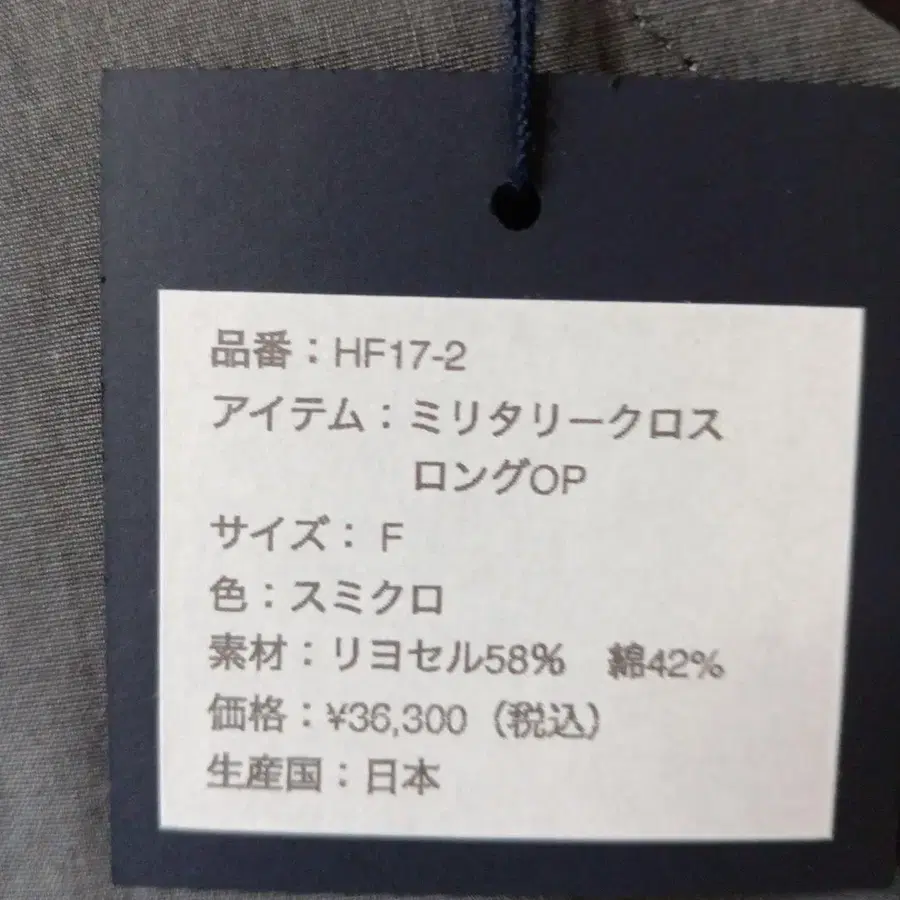 品番：HF17-2
アイテム：ミリタリークロス
ロングOP
サイズ： F
色：スミクロ
素材：リヨセル58%　綿42%
価格：¥36,300（税込）
生産国：日本